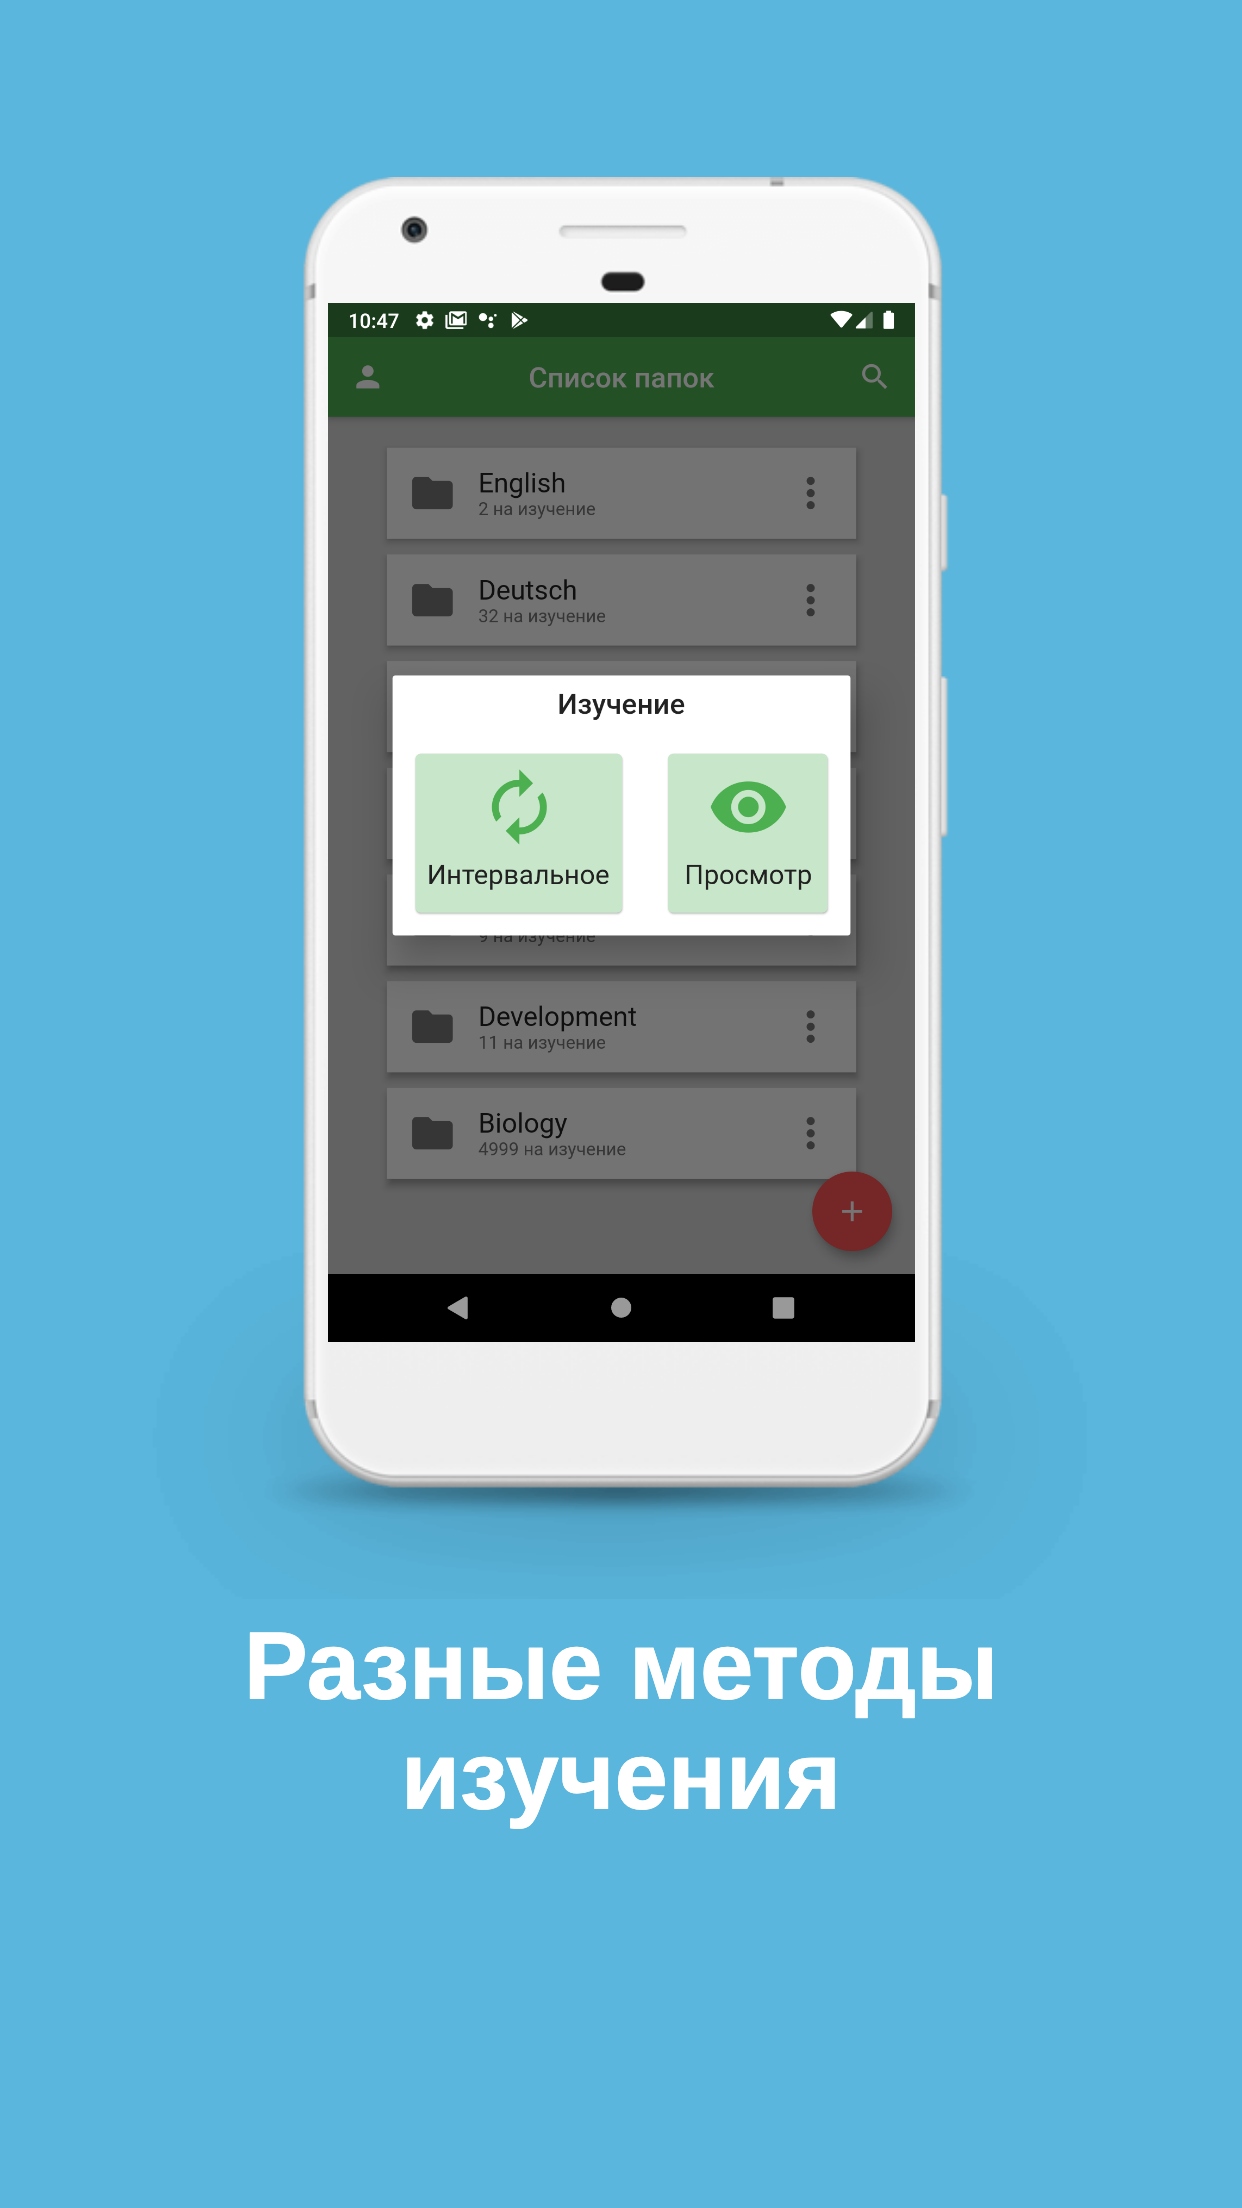 10:47
Список папок
English
2 на изучение
Deutsch
32 на изучение
Изучение
Интервальное
Просмотр
9 на изучение
Development
11 на изучение
Biology
4999 на изучение
Разные методы
изучения